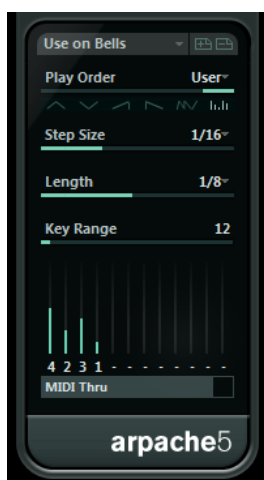 Use on Bells
Play Order User
Step Size 1/16
Length 1/8
Key Range 12
4 2 3 1 - - - - - - - -
MIDI Thru
arpache5